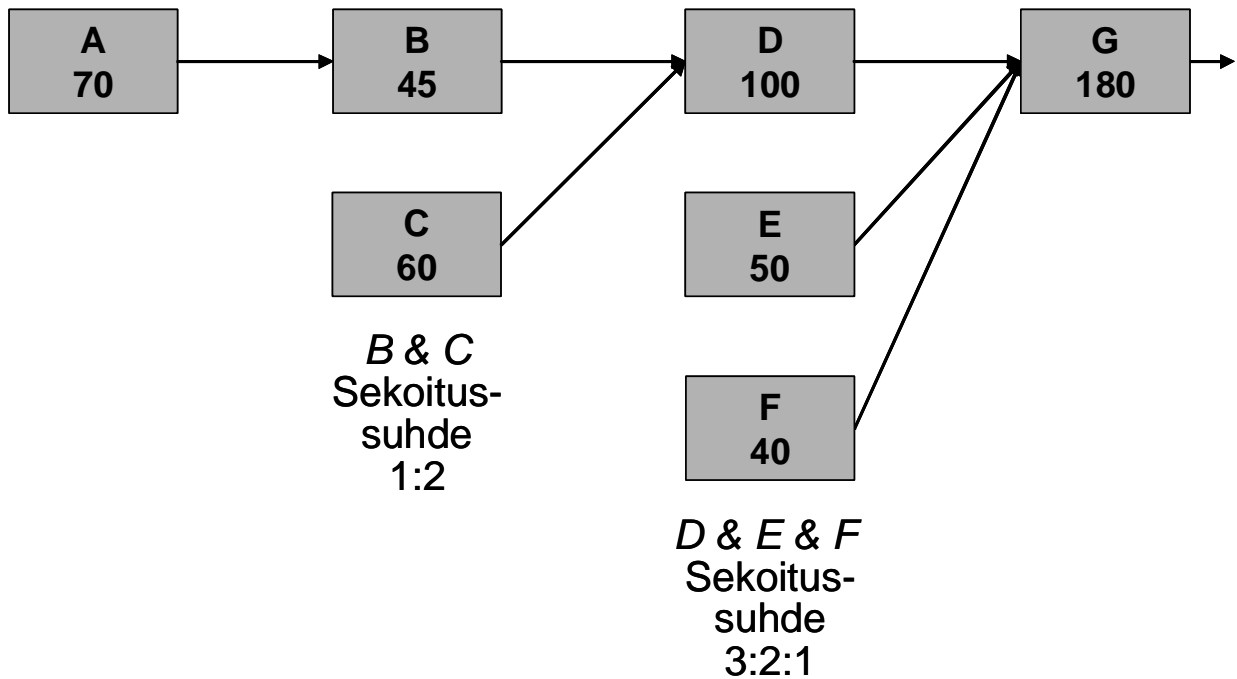 A
70
B
45
D
100
G
180
C
60
E
50
B & C
Sekoitus-
suhde
1:2
F
40
D & E & F
Sekoitus-
suhde
3:2:1